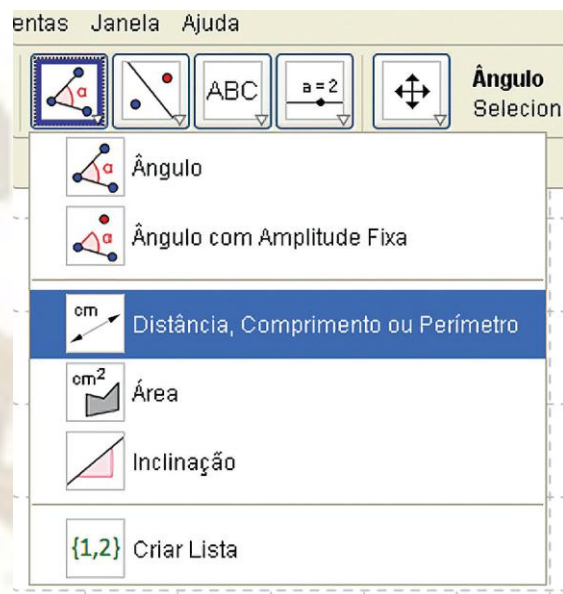 entas Janela Ajuda
ABC
a = 2
Ângulo
Selecion
α
Ângulo
α
Ângulo com Amplitude Fixa
α
cm
Distância, Comprimento ou Perímetro
cm²
Área
Inclinação
{1,2} Criar Lista